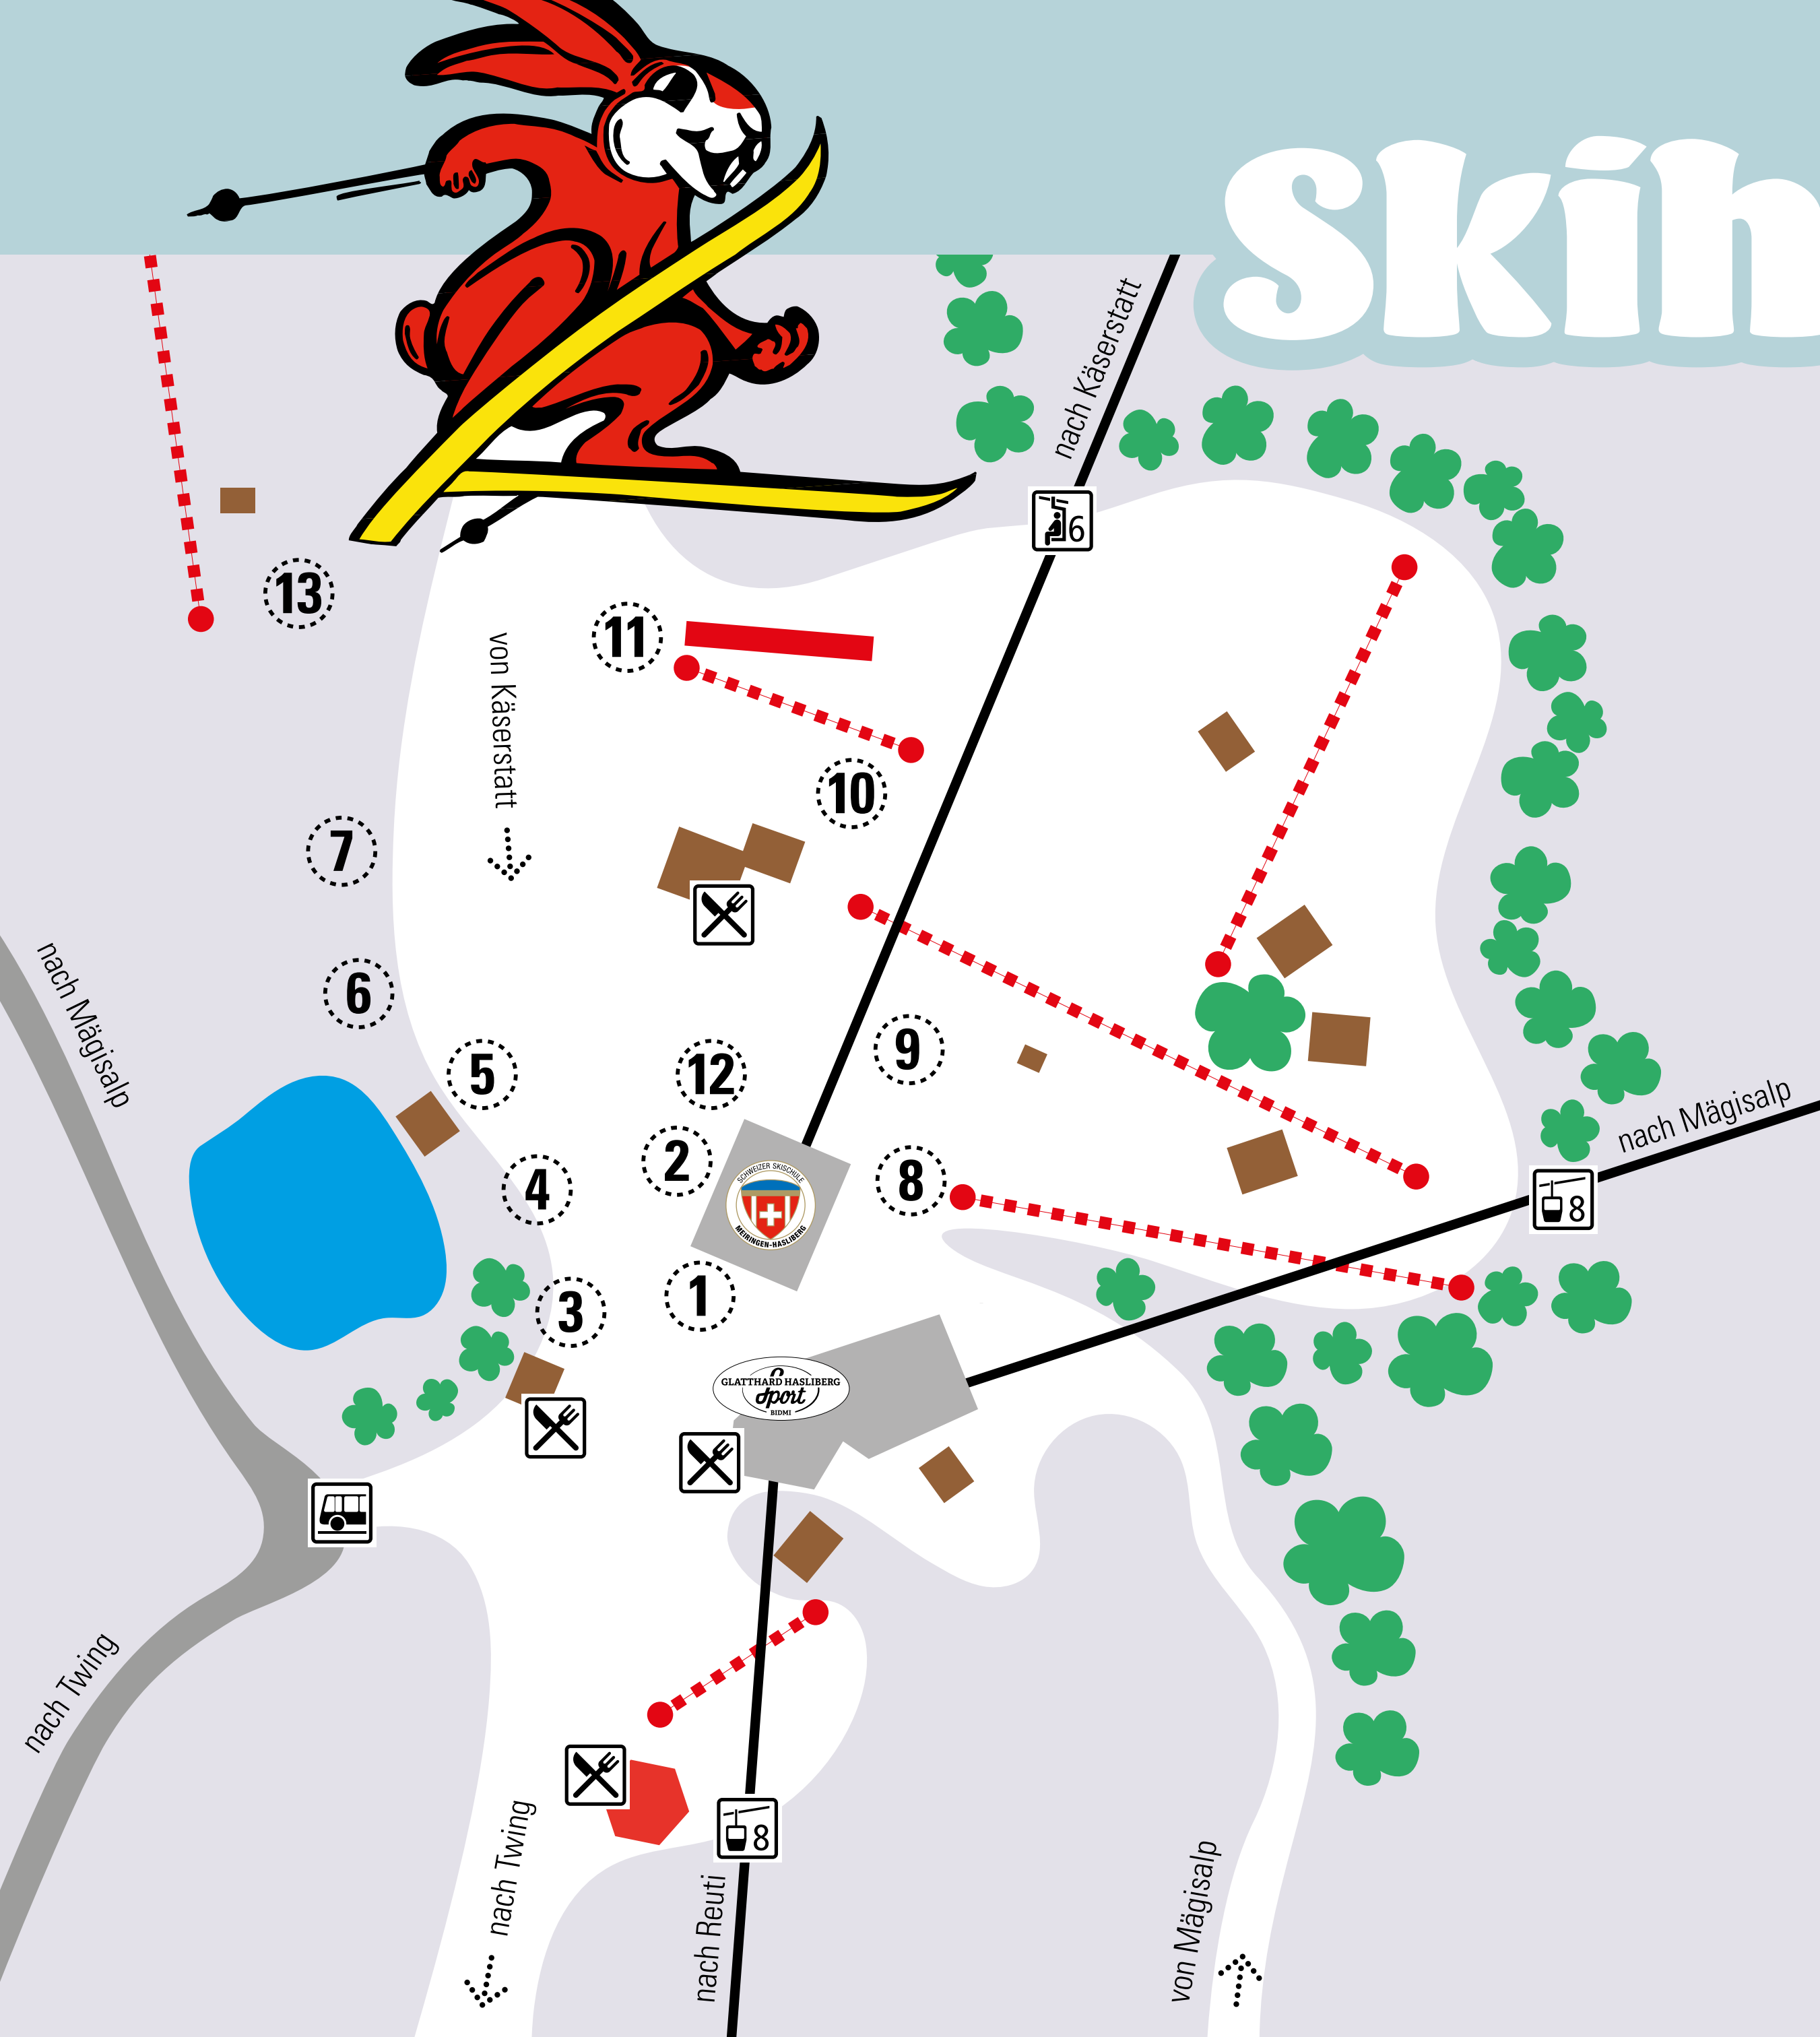 Skih
nach Käserstatt
6
13
11
von Käserstatt
10
7
nach Mägisalp
6
5
12
9
nach Mägisalp
4
2
8
8
SCHWEIZER SKISCHULE
MEIRINGEN-HASLIBERG
3
1
GLATTHARD HASLIBERG
Sport
BIDMI
nach Twing
nach Twing
8
nach Reuti
von Mägisalp